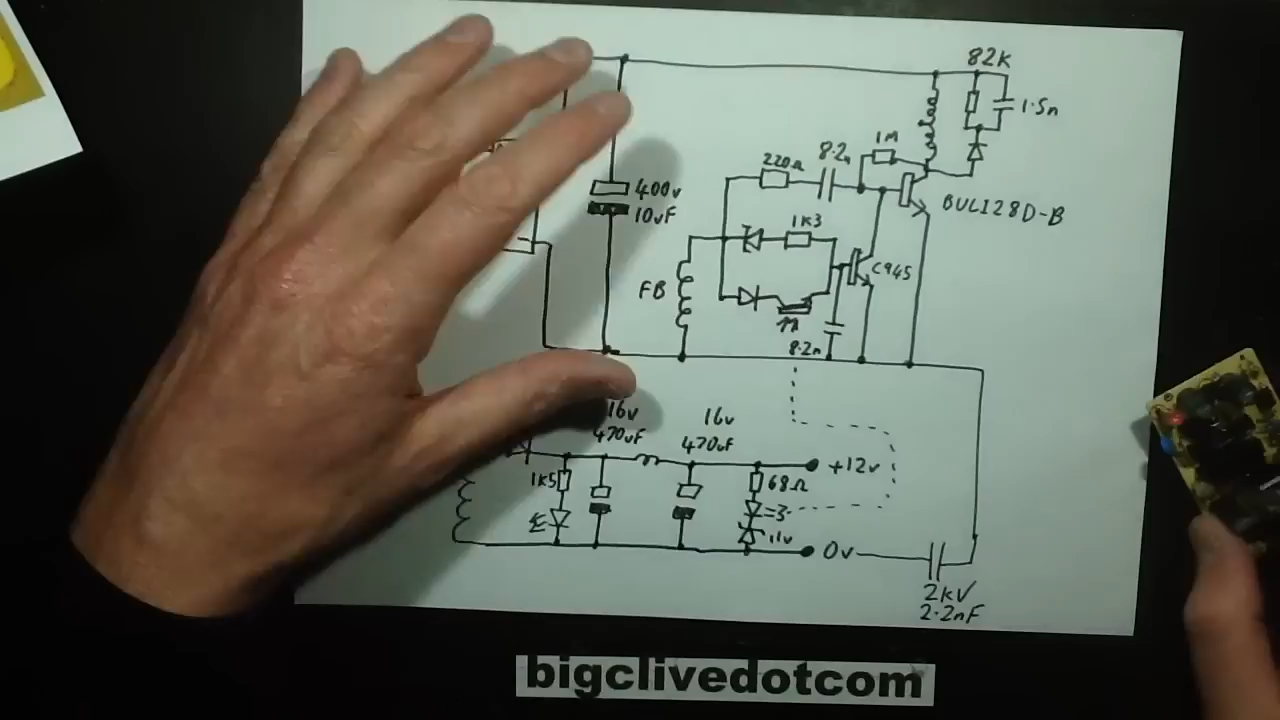 82K
1.5n
1M
8.2n
220Ω
400v
10uF
BUL128D-B
1K3
C945
FB
8.2n
16v
470uF
16v
470uF
+12v
1K5
68Ω
=3
11v
0v
2kV
2.2nF
bigclivedotcom